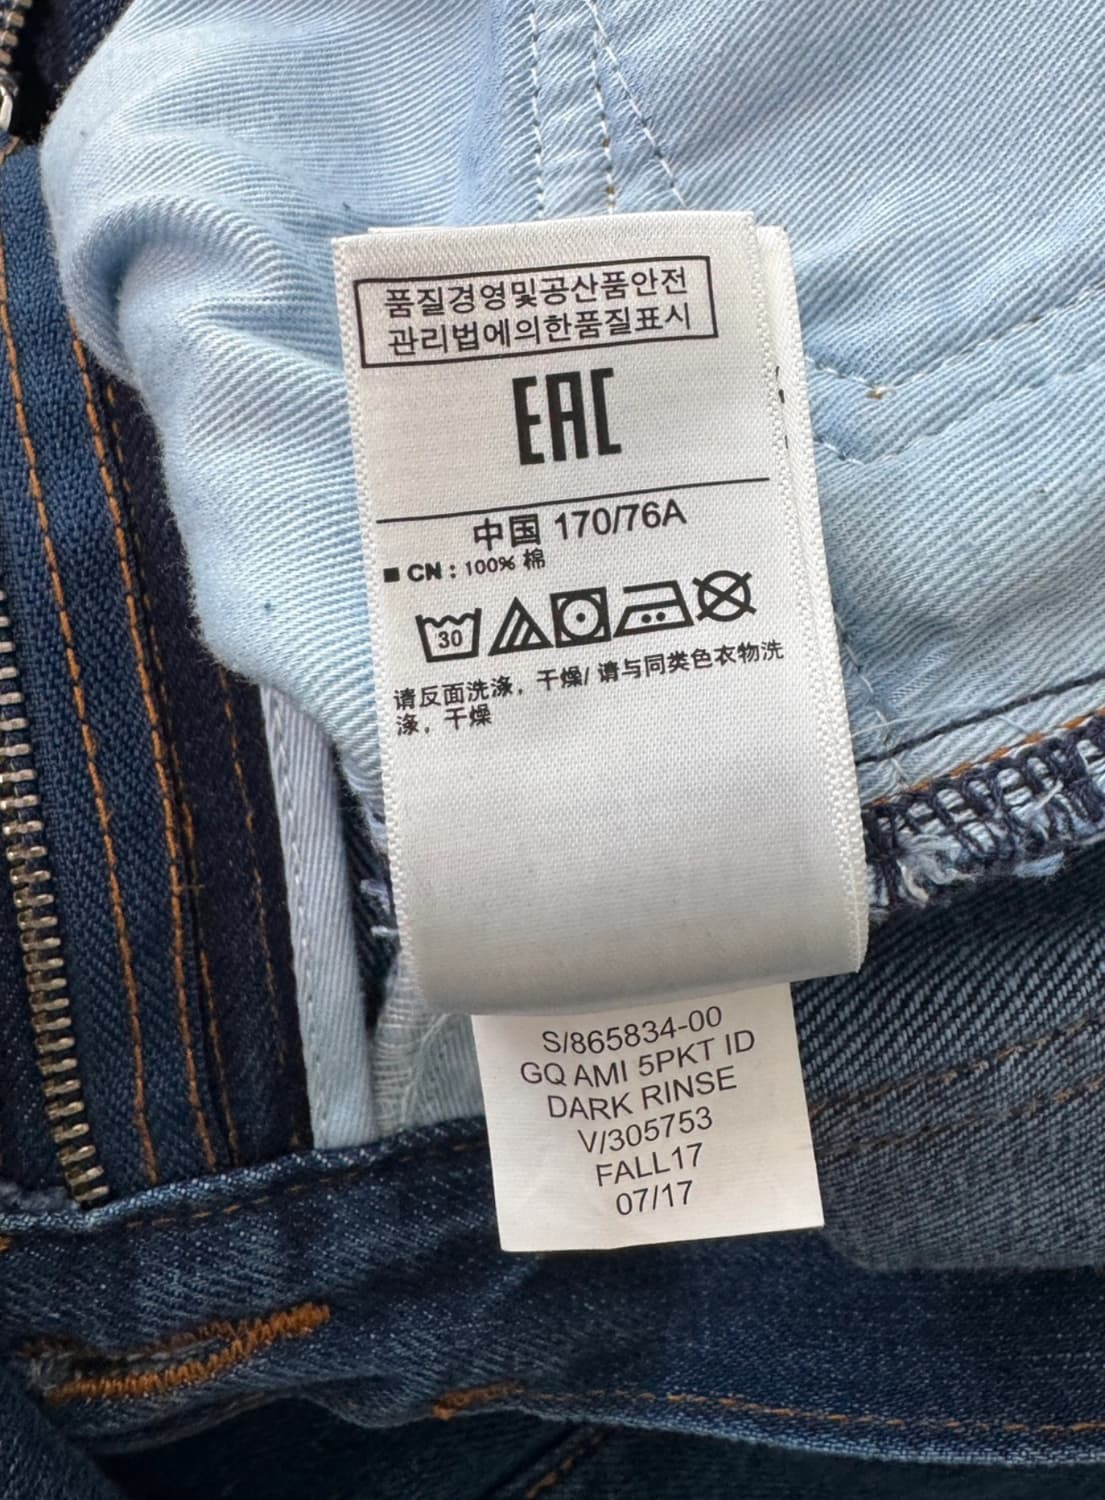 품질경영및공산품안전
관리법에의한품질표시
EAC
中国 170/76A
■ CN : 100% 棉
30
请反面洗涤，干燥/ 请与同类色衣物洗
涤，干燥
S/865834-00
GQ AMI 5PKT ID
DARK RINSE
V/305753
FALL17
07/17